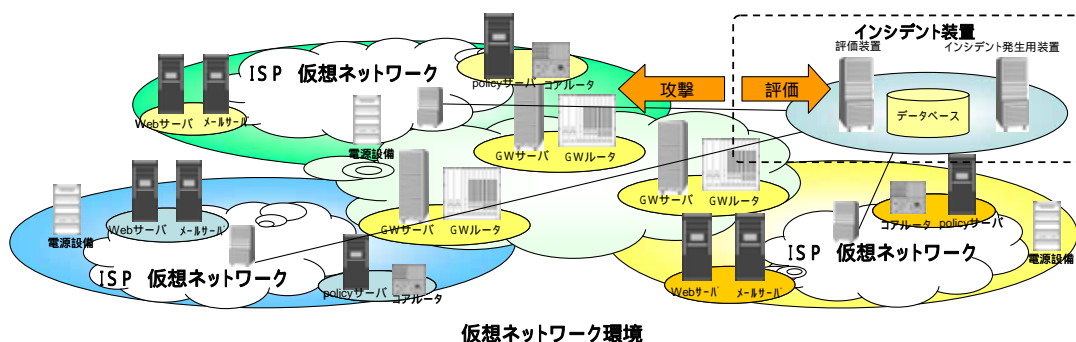 インシデント装置
評価装置
インシデント発生用装置
データベース
攻撃
評価
ISP 仮想ネットワーク
policyサーバ
コアルータ
Webサーバ
メールサーバ
電源設備
GWサーバ
GWルータ
電源設備
Webサーバ
メールサーバ
ISP 仮想ネットワーク
policyサーバ
コアルータ
GWサーバ
GWルータ
GWサーバ
GWルータ
コアルータ
policyサーバ
ISP 仮想ネットワーク
電源設備
Webサーバ
メールサーバ
仮想ネットワーク環境